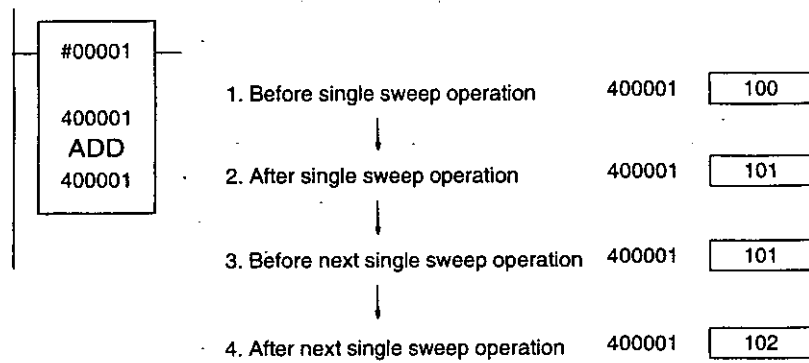 #00001
400001
ADD
400001
1. Before single sweep operation 400001 100
2. After single sweep operation 400001 101
3. Before next single sweep operation 400001 101
4. After next single sweep operation 400001 102